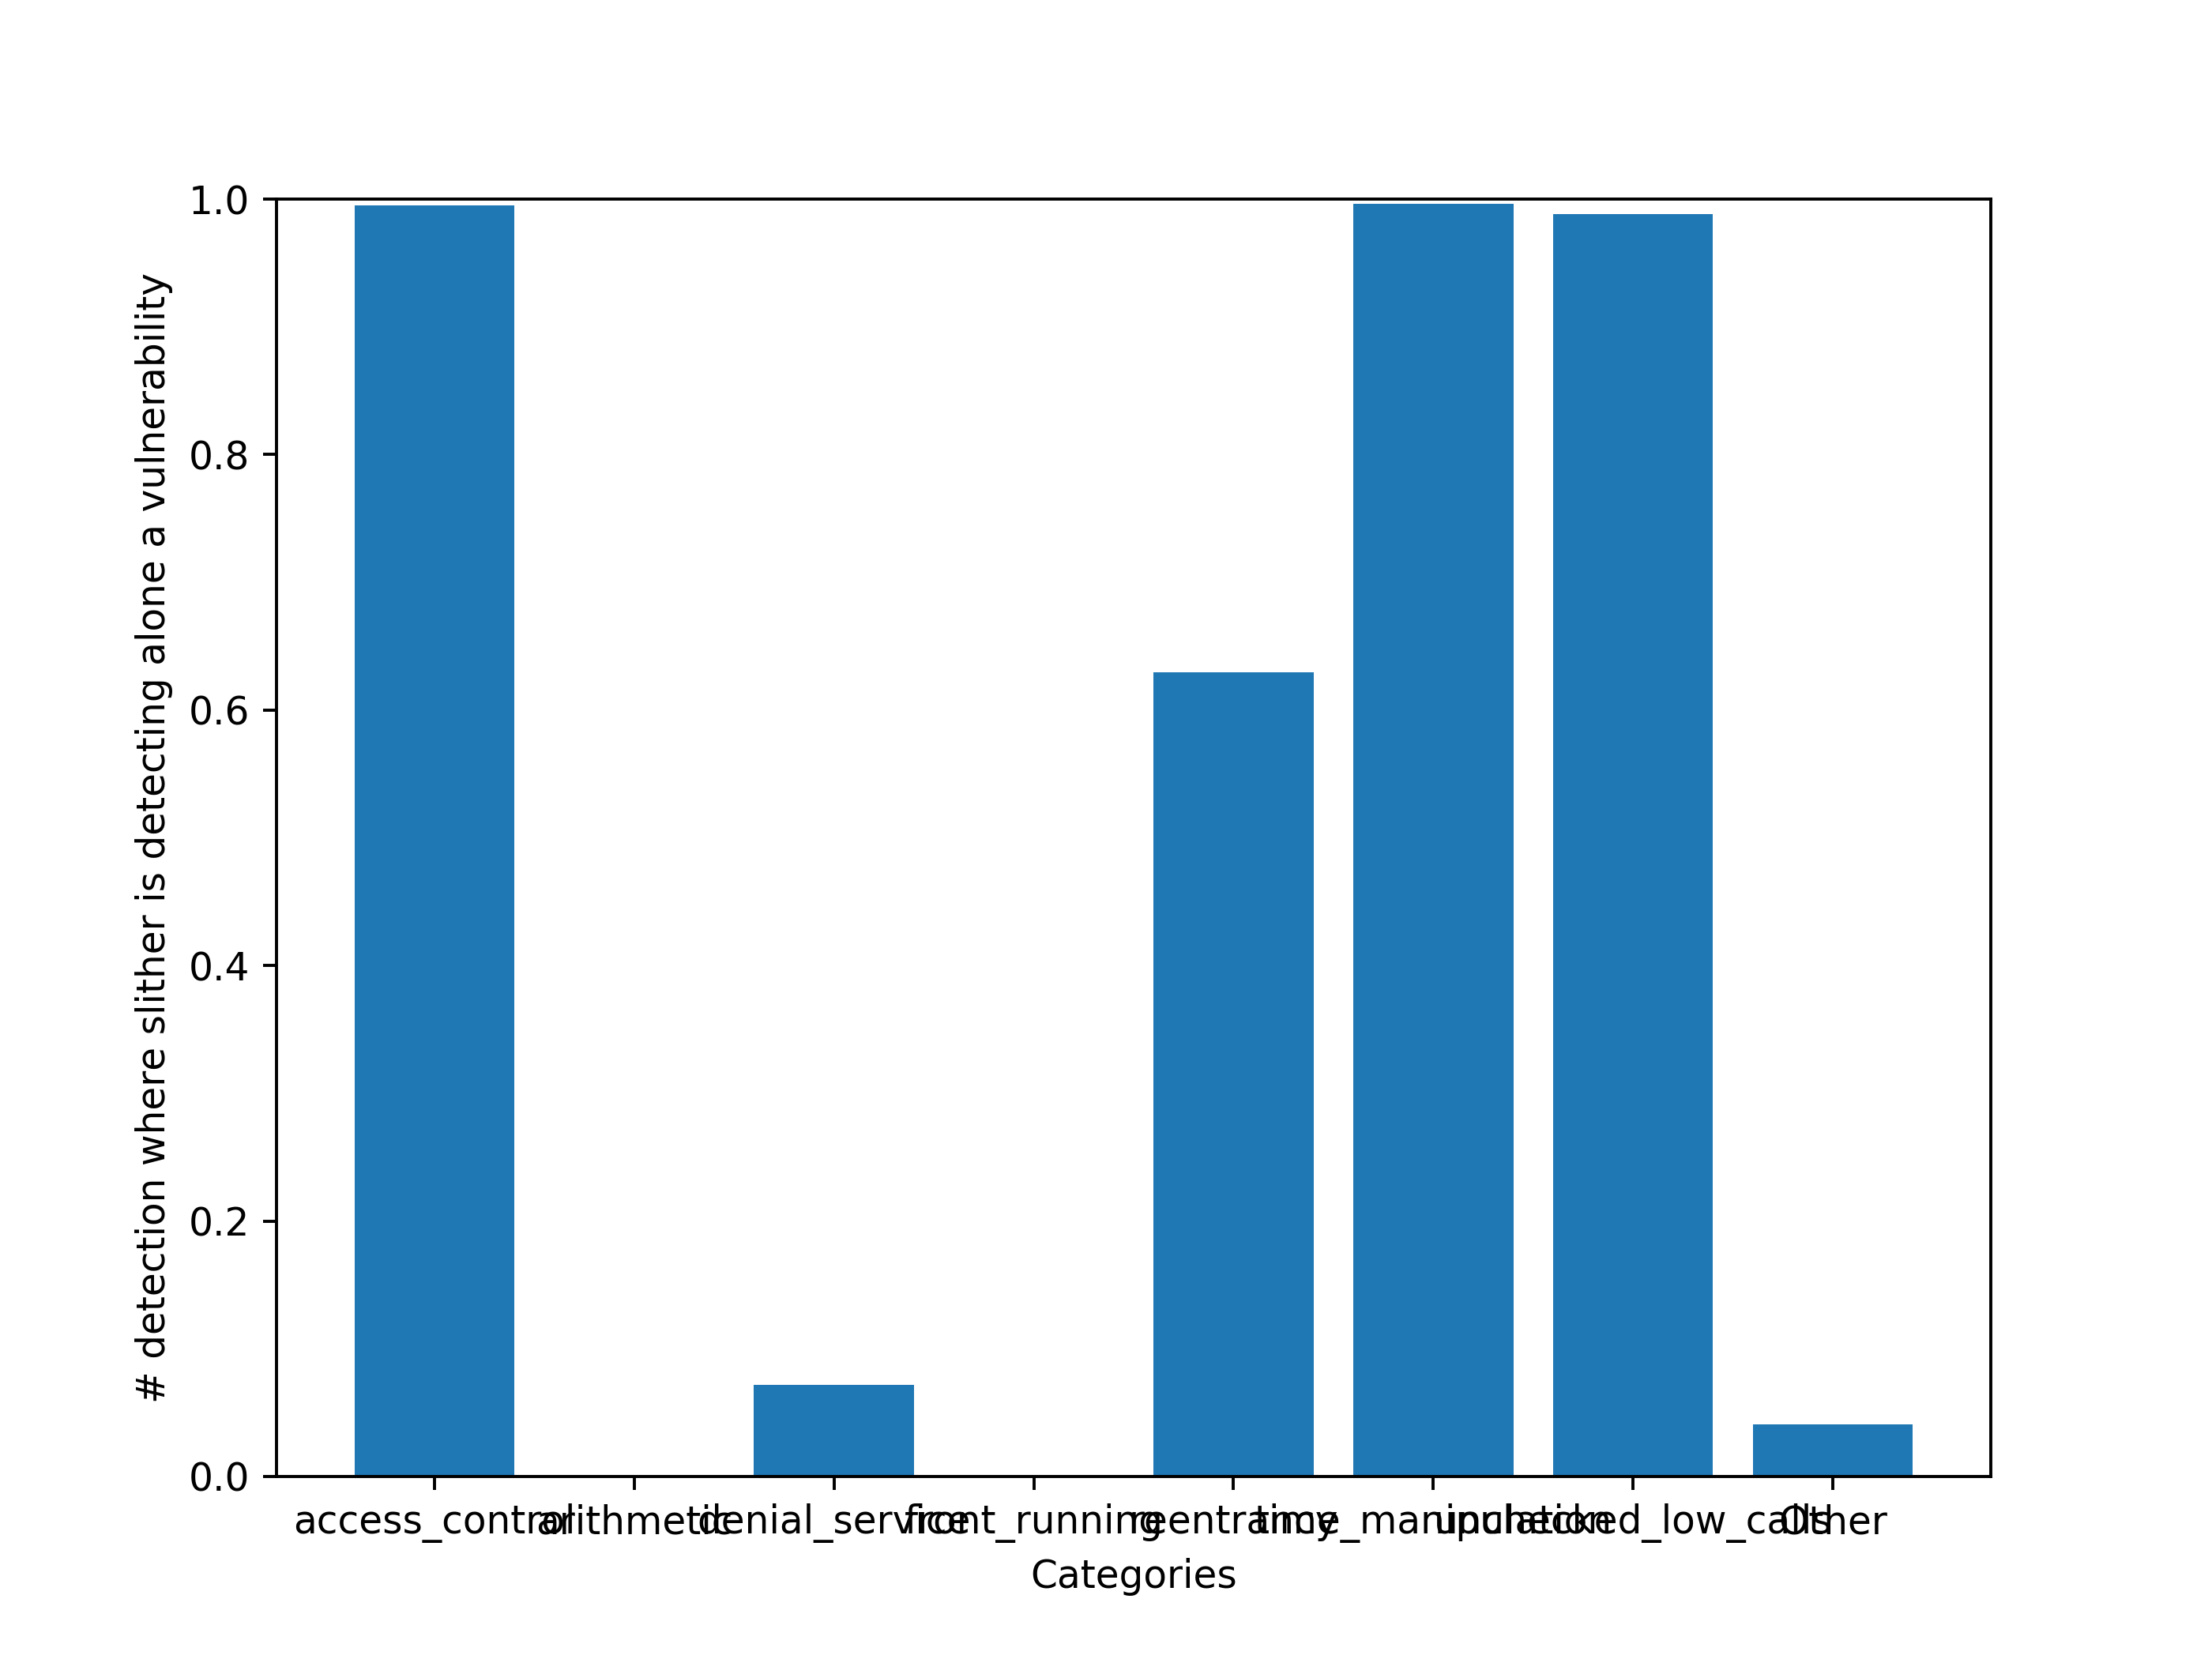 # detection where slither is detecting alone a vulnerability
1.0
0.8
0.6
0.4
0.2
0.0
access_control arithmetic denial_service front_running reentrancy time_manipulation unchecked_low_calls Other
Categories